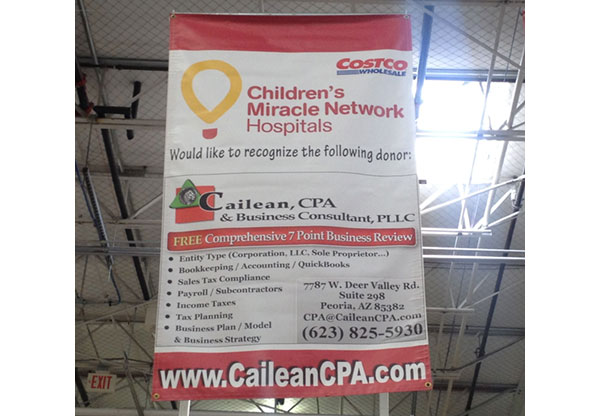 COSTCO
WHOLESALE
Children's
Miracle Network
Hospitals
Would like to recognize the following donor:
Cailean, CPA
& Business Consultant, PLLC
FREE Comprehensive 7 Point Business Review
• Entity Type (Corporation, LLC, Sole Proprietor...)
• Bookkeeping / Accounting / QuickBooks
• Sales Tax Compliance
• Payroll / Subcontractors
• Income Taxes
• Tax Planning
• Business Plan / Model
& Business Strategy
7787 W. Deer Valley Rd.
Suite 298
Peoria, AZ 85382
CPA@CaileanCPA.com
(623) 825-5930
www.CaileanCPA.com
EXIT